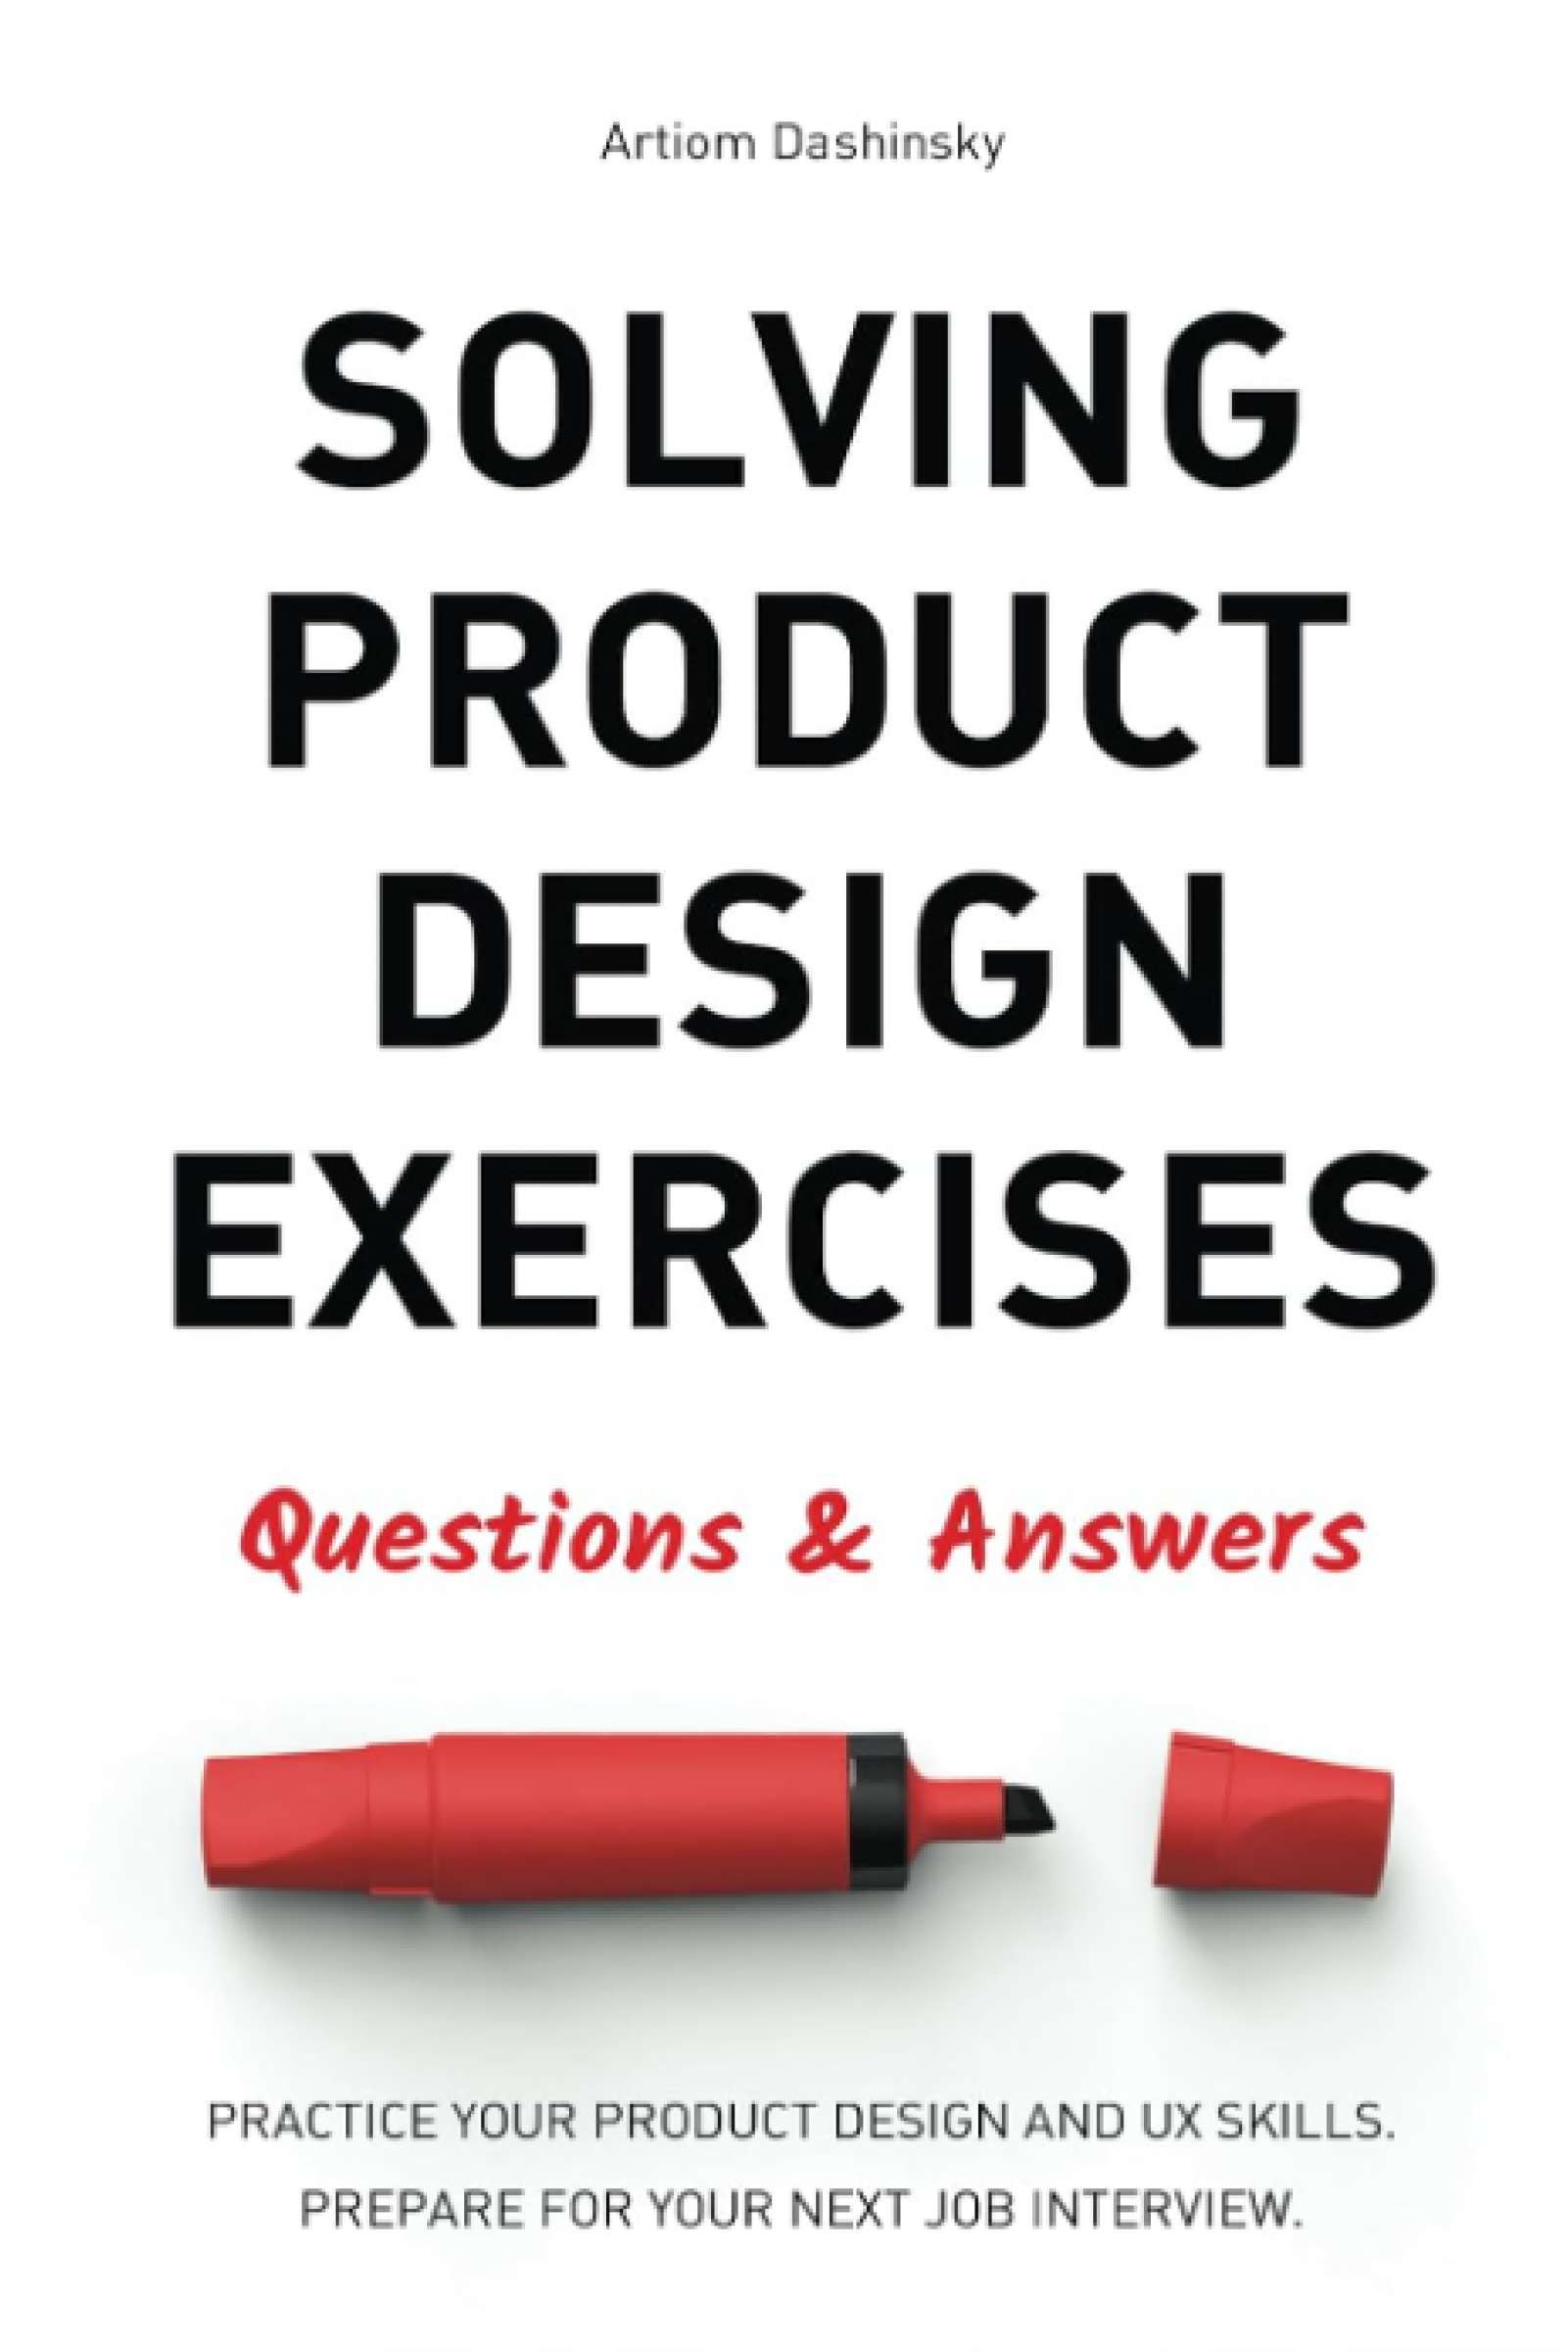 Artiom Dashinsky
SOLVING
PRODUCT
DESIGN
EXERCISES
Questions & Answers
PRACTICE YOUR PRODUCT DESIGN AND UX SKILLS.
PREPARE FOR YOUR NEXT JOB INTERVIEW.